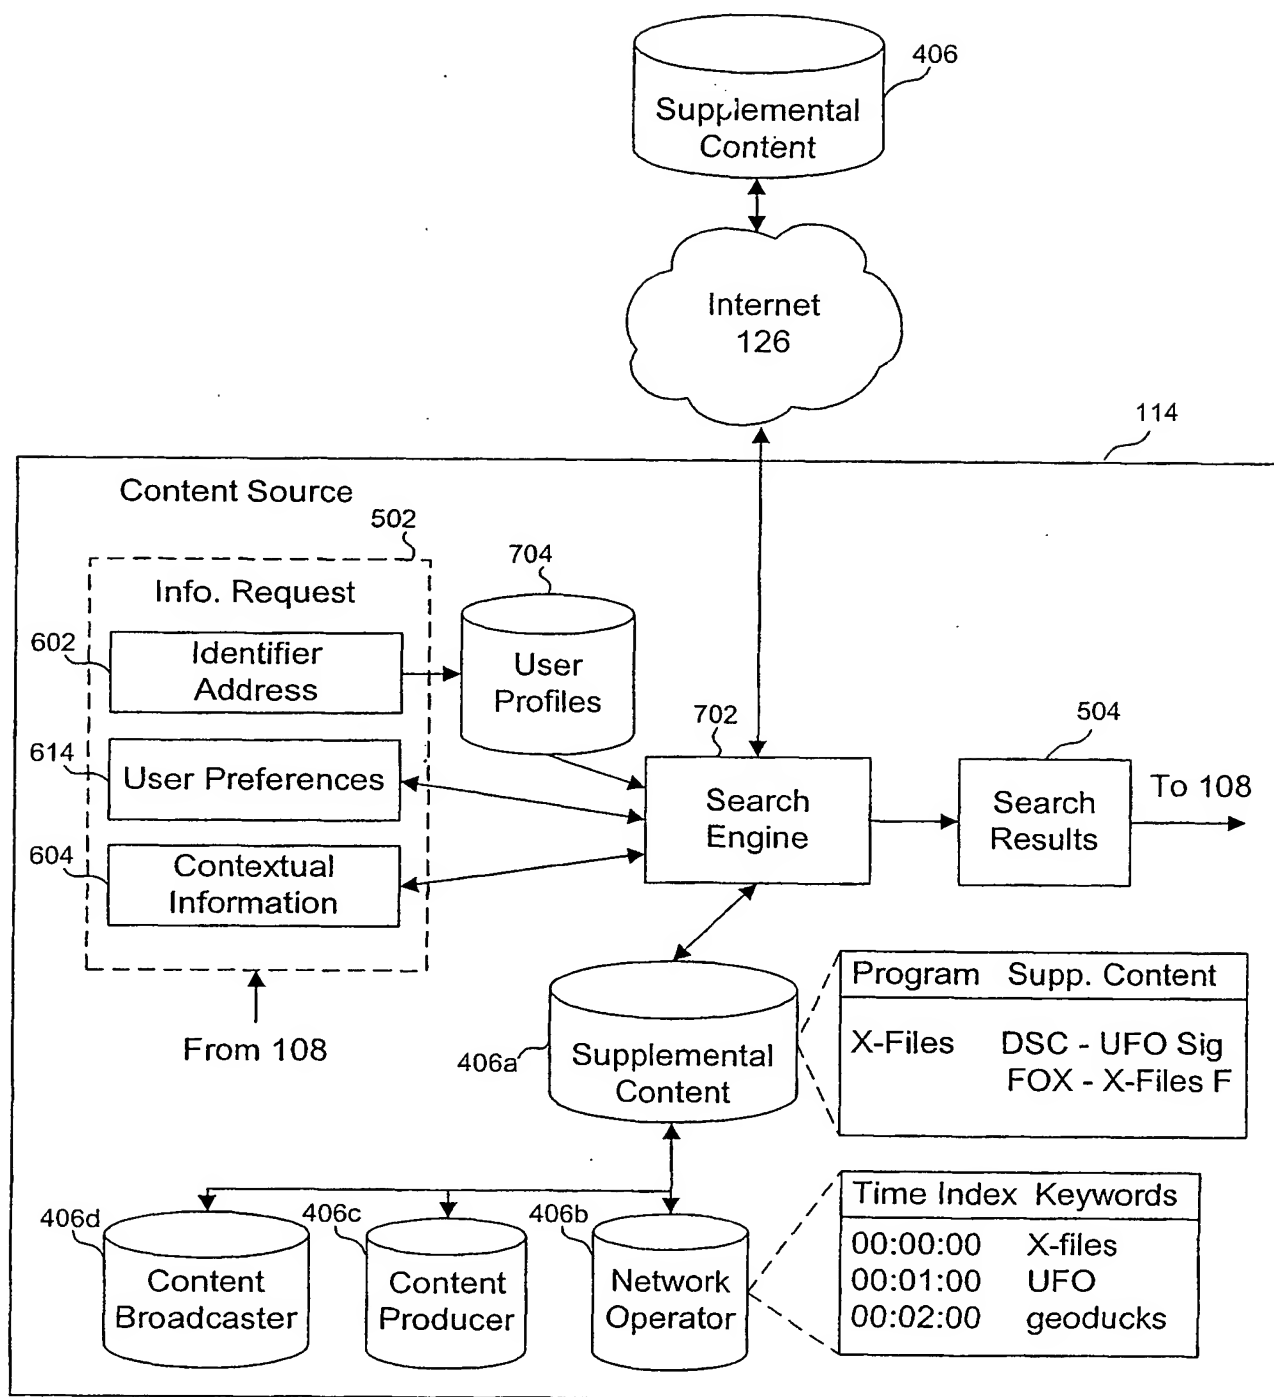 406
Supplemental
Content
Internet
126
114
Content Source
502
Info. Request
704
602
Identifier
Address
User
Profiles
614
User Preferences
702
Search
Engine
504
Search
Results
To 108
604
Contextual
Information
From 108
406a
Supplemental
Content
Program Supp. Content
X-Files DSC - UFO Sig
FOX - X-Files F
406d
Content
Broadcaster
406c
Content
Producer
406b
Network
Operator
Time Index Keywords
00:00:00 X-files
00:01:00 UFO
00:02:00 geoducks